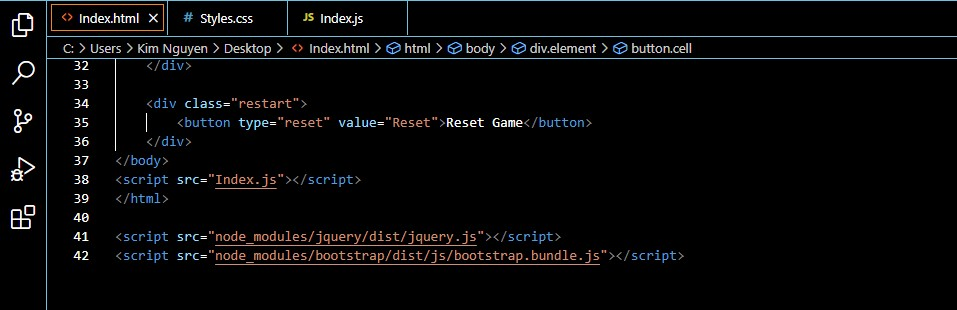 Index.html
Styles.css
JS Index.js
C: > Users > Kim Nguyen > Desktop > Index.html > html > body > div.element > button.cell
32 </div>
33
34 <div class="restart">
35 <button type="reset" value="Reset">Reset Game</button>
36 </div>
37 </body>
38 <script src="Index.js"></script>
39 </html>
40
41 <script src="node_modules/jquery/dist/jquery.js"></script>
42 <script src="node_modules/bootstrap/dist/js/bootstrap.bundle.js"></script>